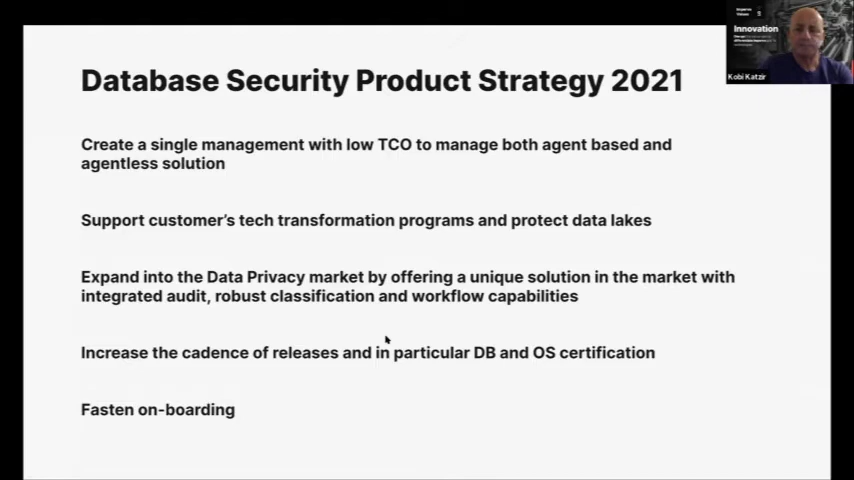 Database Security Product Strategy 2021
Create a single management with low TCO to manage both agent based and
agentless solution
Support customer's tech transformation programs and protect data lakes
Expand into the Data Privacy market by offering a unique solution in the market with
integrated audit, robust classification and workflow capabilities
Increase the cadence of releases and in particular DB and OS certification
Fasten on-boarding
Innovation
Kobi Katzir